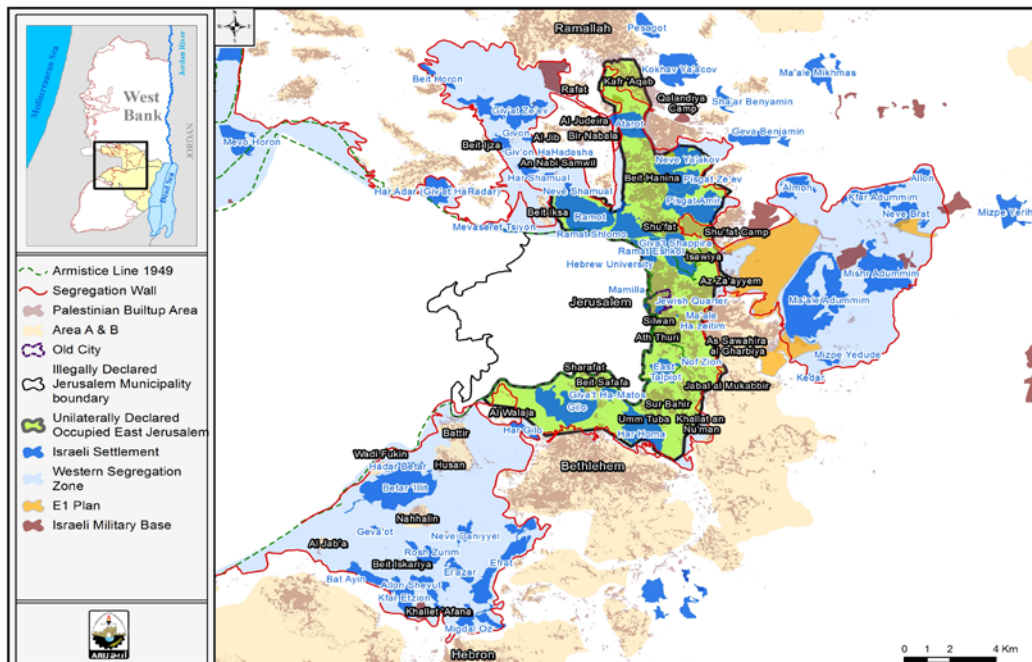 Mediterranean Sea
Jordan River
West
Bank
JORDAN
Dead Sea
Armistice Line 1949
Segregation Wall
Palestinian Builtup Area
Area A & B
Old City
Illegally Declared
Jerusalem Municipality
boundary
Unilaterally Declared
Occupied East Jerusalem
Israeli Settlement
Western Segregation
Zone
E1 Plan
Israeli Military Base
Ramallah
Pesagot
Beit Horon
Kokhav Ya'acov
Ma'ale Mikhmas
Kafr 'Aqab
Rafat
Qalandiya
Camp
Sha'ar Benyamin
Giv'at Ze'ev
Al Judeira
Atarot
Mevo Horon
Givon
Al Jib
Bir Nabala
Geva Benjamin
Beit Ijza
Giv'on HaHadasha
An Nabi Samwil
Neve Ya'akov
Har Shamual
Beit Hanina
Pisgat Ze'ev
Har Adar (Giv'at HaRadar)
Neve Shamual
Pisgat Amir
Almon
Allon
Kfar Adummim
Neve Brat
Mizpe Yerih
Beit Iksa
Ramot
Mevaseret Tsiyon
Shu'fat
Shu'fat Camp
Ramat Shlomo
Giva't Shappira
Ramat Eshkol
Isawiya
Hebrew University
Mishr Adummim
Az Za'ayyem
Mamilla
Jerusalem
Jewish Quarter
Ma'ale Adummim
Silwan
Ma'ale
Ha'zeitim
Ath Thuri
As Sawahira
al Gharbiya
Mizpe Yedude
Sharafat
East
Talpiot
Nof Zion
Kedar
Beit Safafa
Jabal al Mukabbir
Giva't Ha-Matos
Gilo
Sur Bahir
Al Walaja
Umm Tuba
Khallat an
Nu'man
Har Gilo
Har Homa
Battir
Bethlehem
Wadi Fukin
Hadar Betar
Husan
Betar 'Illit
Nahhalin
Geva'ot
Neve Daniyyel
Al Jab'a
Rosh Zurim
Efrat
Beit Iskariya
El'azar
Bat Ayin
Allon Shevut
Kfar Etzion
Khallet 'Afana
Migdal Oz
Hebron
0 1 2 4 Km